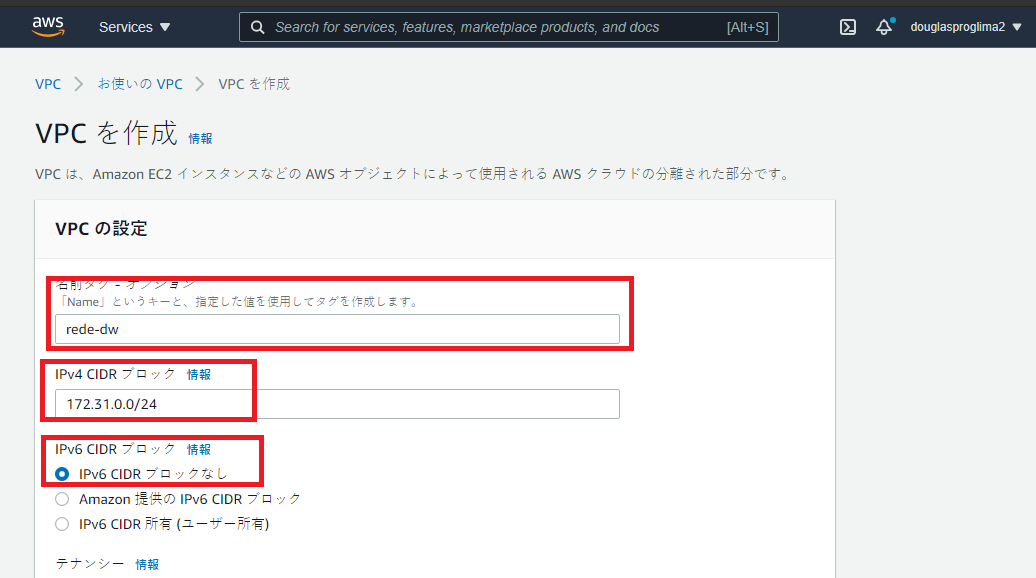 aws Services Search for services, features, marketplace products, and docs [Alt+S] douglasproglima2
VPC お使いの VPC VPC を作成
VPC を作成 情報
VPC は、Amazon EC2 インスタンスなどの AWS オブジェクトによって使用される AWS クラウドの分離された部分です。
VPC の設定
名前タグ - オプション
「Name」というキーと、指定した値を使用してタグを作成します。
rede-dw
IPv4 CIDR ブロック 情報
172.31.0.0/24
IPv6 CIDR ブロック 情報
IPv6 CIDR ブロックなし
Amazon 提供の IPv6 CIDR ブロック
IPv6 CIDR 所有 (ユーザー所有)
テナンシー 情報